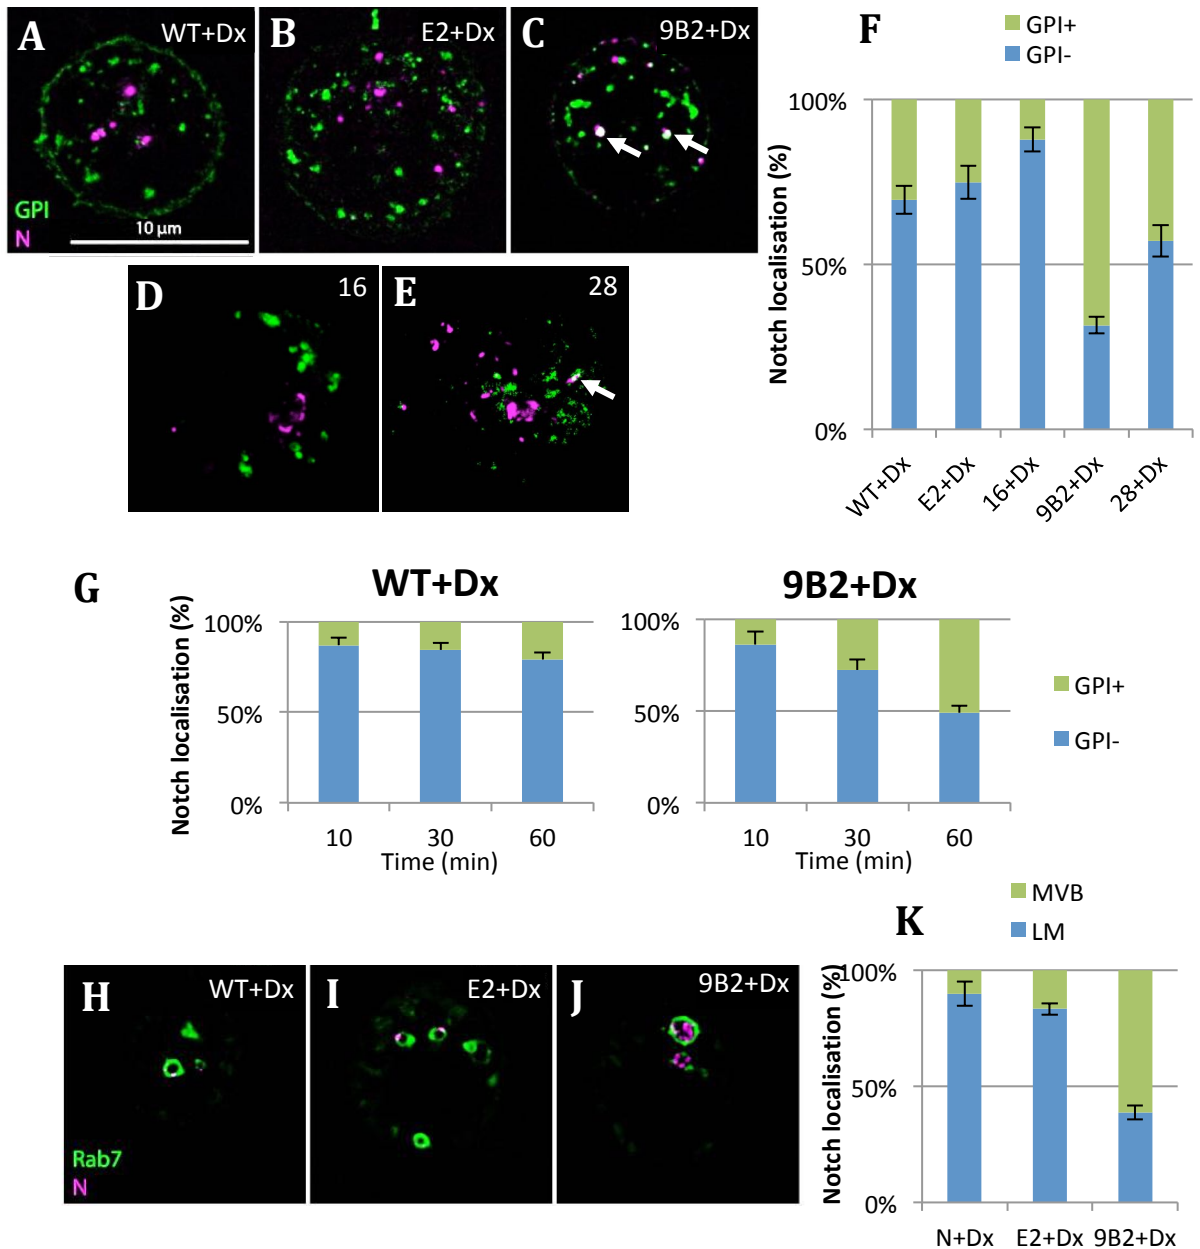 A
WT+Dx
GPI
N
10 µm
B
E2+Dx
C
9B2+Dx
D
16
E
28
F
GPI+
GPI-
Notch localisation (%)
100%
50%
0%
WT+Dx
E2+Dx
16+Dx
9B2+Dx
28+Dx
G
WT+Dx
Notch localisation (%)
100%
50%
0%
10 30 60
Time (min)
9B2+Dx
100%
50%
0%
10 30 60
Time (min)
GPI+
GPI-
H
WT+Dx
Rab7
N
I
E2+Dx
J
9B2+Dx
K
MVB
LM
Notch localisation (%)
100%
50%
0%
N+Dx E2+Dx 9B2+Dx